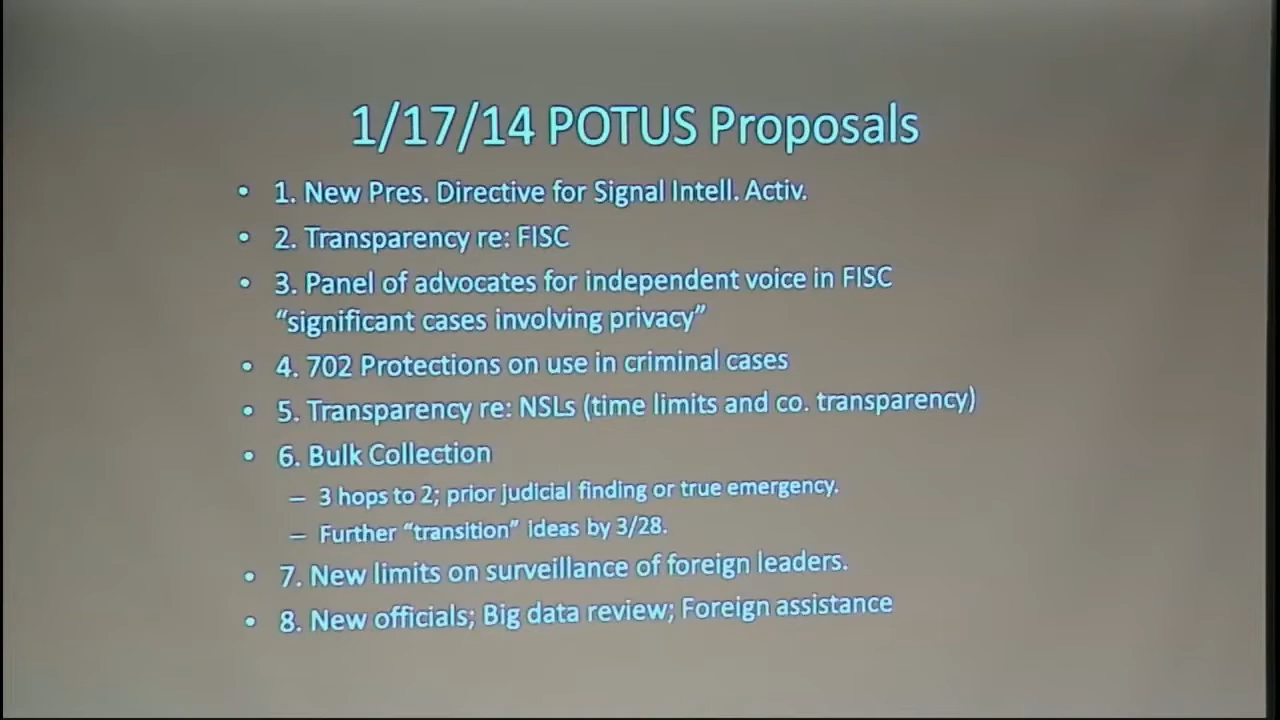 1/17/14 POTUS Proposals
• 1. New Pres. Directive for Signal Intell. Activ.
• 2. Transparency re: FISC
• 3. Panel of advocates for independent voice in FISC
“significant cases involving privacy”
• 4. 702 Protections on use in criminal cases
• 5. Transparency re: NSLs (time limits and co. transparency)
• 6. Bulk Collection
– 3 hops to 2; prior judicial finding or true emergency.
– Further “transition” ideas by 3/28.
• 7. New limits on surveillance of foreign leaders.
• 8. New officials; Big data review; Foreign assistance